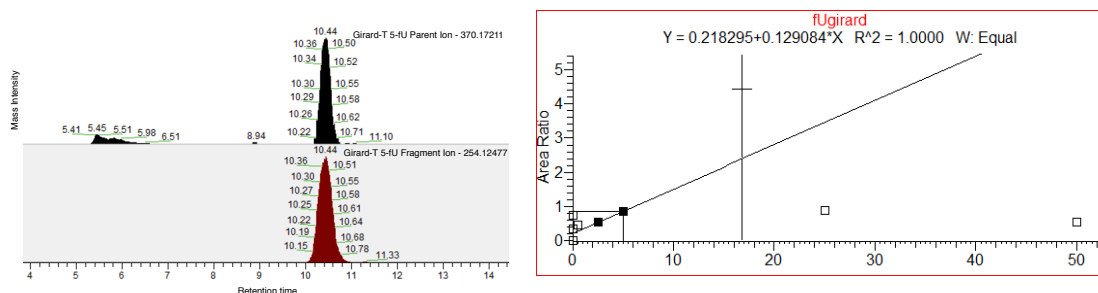 10.44
Girard-T 5-fU Parent Ion - 370.17211
10.36 10.50
10.34 10.52
10.30 10.55
10.29 10.58
10.26 10.62
5.41 5.45 5.51 5.98 6.51 8.94 10.22 10.71 11.10
Mass Intensity
10.44
Girard-T 5-fU Fragment Ion - 254.12477
10.36 10.51
10.30 10.55
10.27 10.58
10.25 10.61
10.22 10.64
10.19 10.68
10.15 10.78 11.33
4 5 6 7 8 9 10 11 12 13 14
Retention time
fUgirard
Y = 0.218295+0.129084*X R^2 = 1.0000 W: Equal
Area Ratio
5
4
3
2
1
0
0 10 20 30 40 50